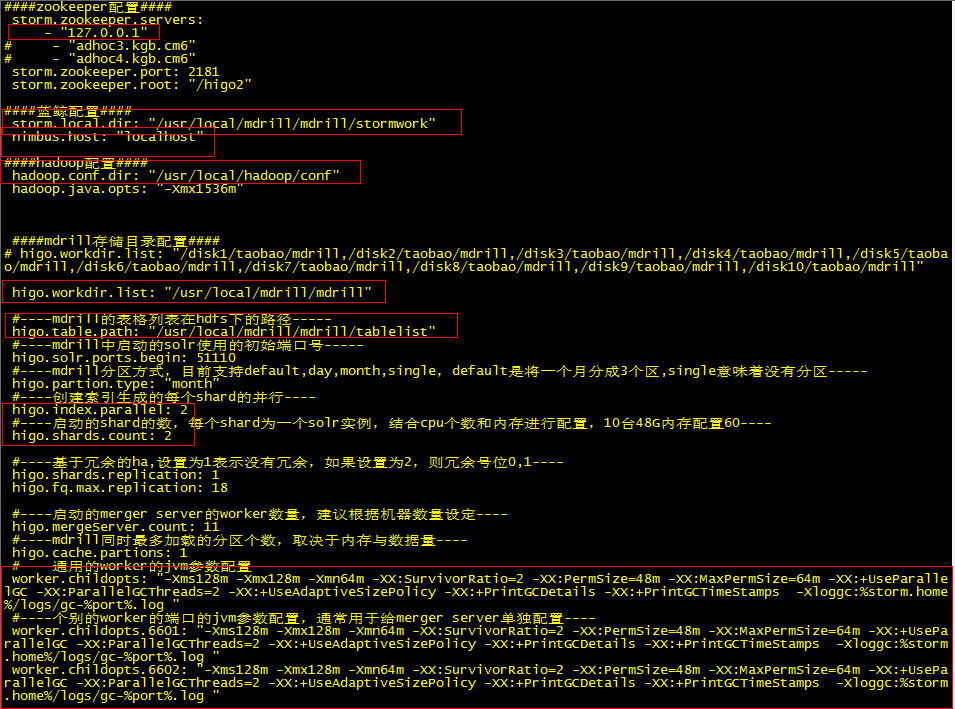 ####zookeeper配置####
 storm.zookeeper.servers:
     - "127.0.0.1"
#     - "adhoc3.kgb.cm6"
#     - "adhoc4.kgb.cm6"
 storm.zookeeper.port: 2181
 storm.zookeeper.root: "/higo2"
####蓝鲸配置####
 storm.local.dir: "/usr/local/mdrill/mdrill/stormwork"
 nimbus.host: "localhost"
####hadoop配置####
 hadoop.conf.dir: "/usr/local/hadoop/conf"
 hadoop.java.opts: "-Xmx1536m"
 ####mdrill存储目录配置####
# higo.workdir.list: "/disk1/taobao/mdrill,/disk2/taobao/mdrill,/disk3/taobao/mdrill,/disk4/taobao/mdrill,/disk5/taoba
o/mdrill,/disk6/taobao/mdrill,/disk7/taobao/mdrill,/disk8/taobao/mdrill,/disk9/taobao/mdrill,/disk10/taobao/mdrill"
 higo.workdir.list: "/usr/local/mdrill/mdrill"
 #----mdrill的表格列表在hdfs下的路径-----
 higo.table.path: "/usr/local/mdrill/mdrill/tablelist"
 #----mdrill中启动的solr使用的初始端口号-----
 higo.solr.ports.begin: 51110
 #----mdrill分区方式，目前支持default,day,month,single，default是将一个月分成3个区,single意味着没有分区-----
 higo.partion.type: "month"
 #----创建索引生成的每个shard的并行----
 higo.index.parallel: 2
 #----启动的shard的数，每个shard为一个solr实例，结合cpu个数和内存进行配置，10台48G内存配置60----
 higo.shards.count: 2
 #----基于冗余的ha,设置为1表示没有冗余，如果设置为2，则冗余号位0,1----
 higo.shards.replication: 1
 higo.fq.max.replication: 18
 #----启动的merger server的worker数量，建议根据机器数量设定----
 higo.mergeServer.count: 11
 #----mdrill同时最多加载的分区个数，取决于内存与数据量----
 higo.cache.partions: 1
 #    通用的worker的jvm参数配置
 worker.childopts: "-Xms128m -Xmx128m -Xmn64m -XX:SurvivorRatio=2 -XX:PermSize=48m -XX:MaxPermSize=64m -XX:+UseParalle
lGC -XX:ParallelGCThreads=2 -XX:+UseAdaptiveSizePolicy -XX:+PrintGCDetails -XX:+PrintGCTimeStamps  -Xloggc:%storm.home
%/logs/gc-%port%.log "
 #----个别的worker的端口的jvm参数配置，通常用于给merger server单独配置----
 worker.childopts.6601: "-Xms128m -Xmx128m -Xmn64m -XX:SurvivorRatio=2 -XX:PermSize=48m -XX:MaxPermSize=64m -XX:+UsePa
rallelGC -XX:ParallelGCThreads=2 -XX:+UseAdaptiveSizePolicy -XX:+PrintGCDetails -XX:+PrintGCTimeStamps  -Xloggc:%storm
.home%/logs/gc-%port%.log "
 worker.childopts.6602: "-Xms128m -Xmx128m -Xmn64m -XX:SurvivorRatio=2 -XX:PermSize=48m -XX:MaxPermSize=64m -XX:+UsePa
rallelGC -XX:ParallelGCThreads=2 -XX:+UseAdaptiveSizePolicy -XX:+PrintGCDetails -XX:+PrintGCTimeStamps  -Xloggc:%storm
.home%/logs/gc-%port%.log "